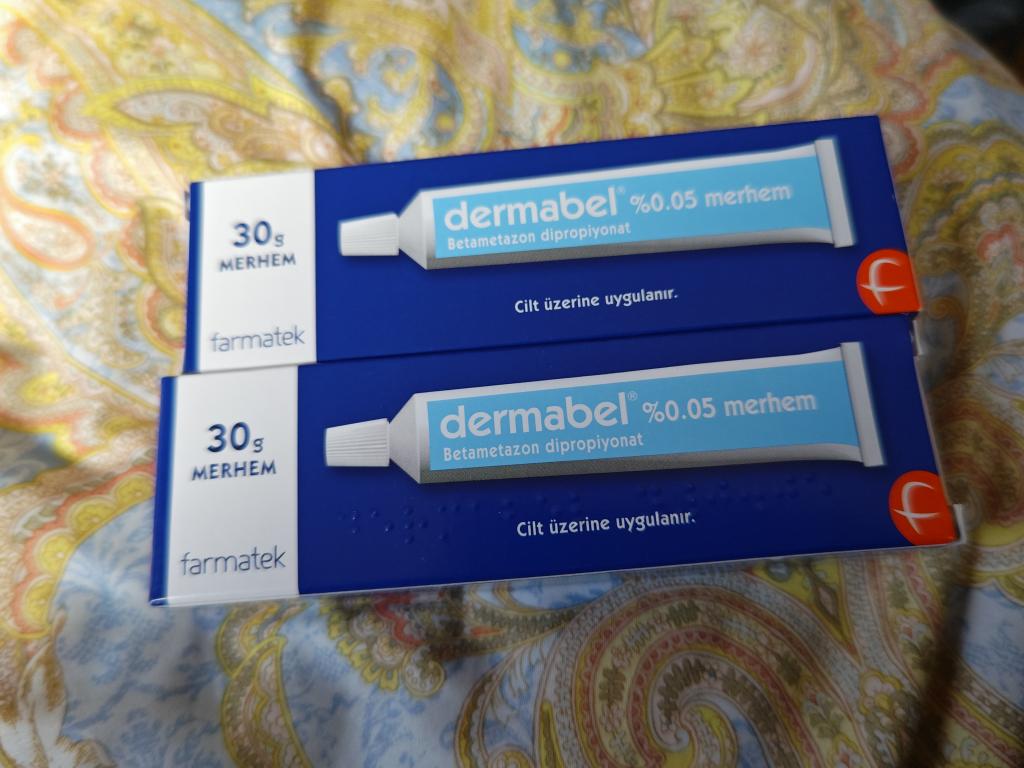 30g
MERHEM
farmatek
dermabel® %0.05 merhem
Betametazon dipropiyonat
Cilt üzerine uygulanır.
30g
MERHEM
farmatek
dermabel® %0.05 merhem
Betametazon dipropiyonat
Cilt üzerine uygulanır.